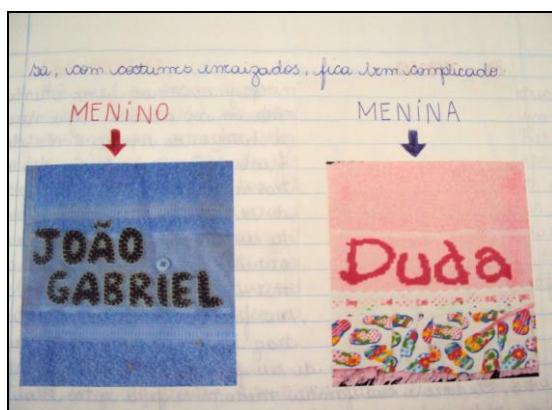 sa, com costumes enraizados, fica bem complicado.
MENINO
MENINA
JOÃO
GABRIEL
Duda